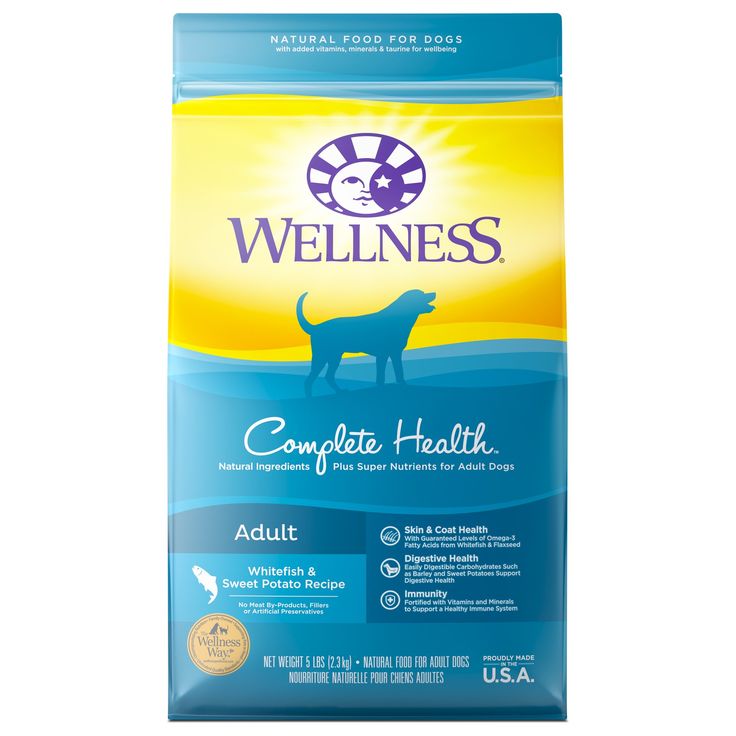 NATURAL FOOD FOR DOGS
with added vitamins, minerals & taurine for wellbeing
WELLNESS®
Complete Health™
Natural Ingredients Plus Super Nutrients for Adult Dogs
Adult
Whitefish &
Sweet Potato Recipe
No Meat By-Products, Fillers
or Artificial Preservatives
Skin & Coat Health
With Guaranteed Levels of Omega-3
Fatty Acids from Whitefish & Flaxseed
Digestive Health
Easily Digestible Carbohydrates Such
as Barley and Sweet Potatoes Support
Digestive Health
Immunity
Fortified with Vitamins and Minerals
to Support a Healthy Immune System
The
Wellness
Way
NET WEIGHT 5 LBS (2.3kg) • NATURAL FOOD FOR ADULT DOGS
NOURRITURE NATURELLE POUR CHIENS ADULTES
PROUDLY MADE
IN THE
U.S.A.